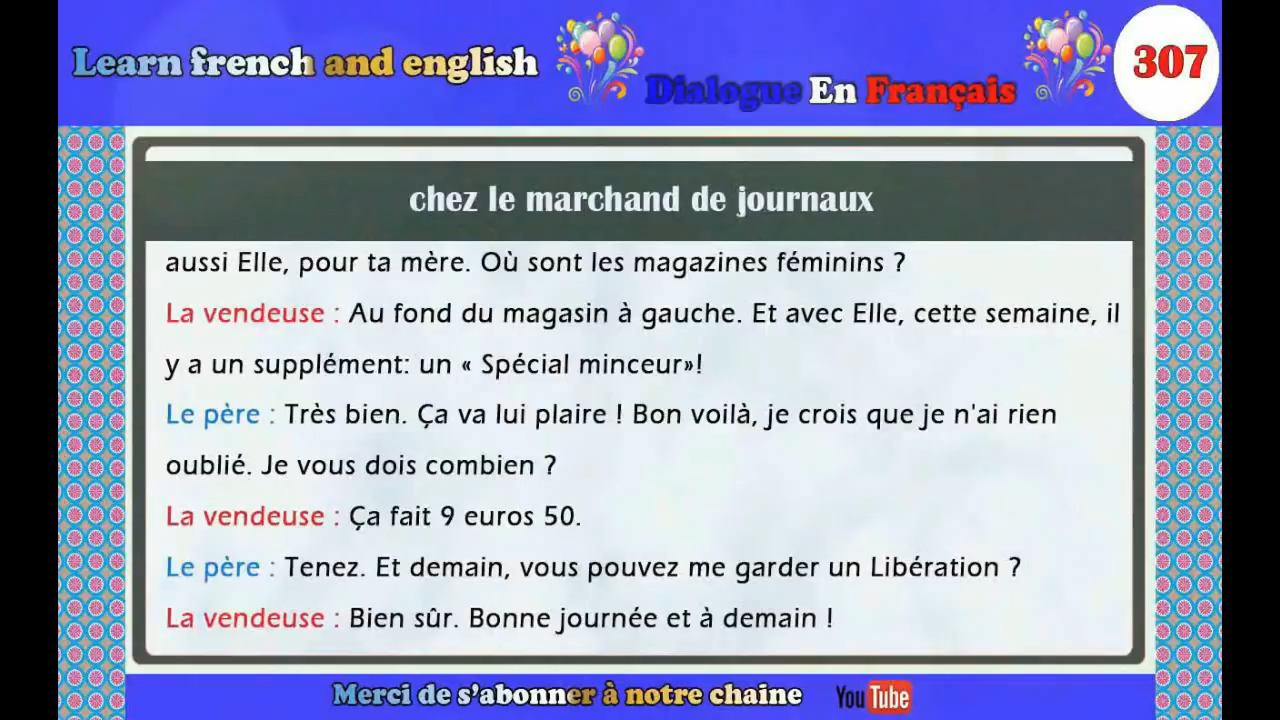 Learn french and english
Dialogue En Français
307
chez le marchand de journaux
aussi Elle, pour ta mère. Où sont les magazines féminins ?
La vendeuse : Au fond du magasin à gauche. Et avec Elle, cette semaine, il
y a un supplément: un « Spécial minceur»!
Le père : Très bien. Ça va lui plaire ! Bon voilà, je crois que je n'ai rien
oublié. Je vous dois combien ?
La vendeuse : Ça fait 9 euros 50.
Le père : Tenez. Et demain, vous pouvez me garder un Libération ?
La vendeuse : Bien sûr. Bonne journée et à demain !
Merci de s'abonner à notre chaine
YouTube